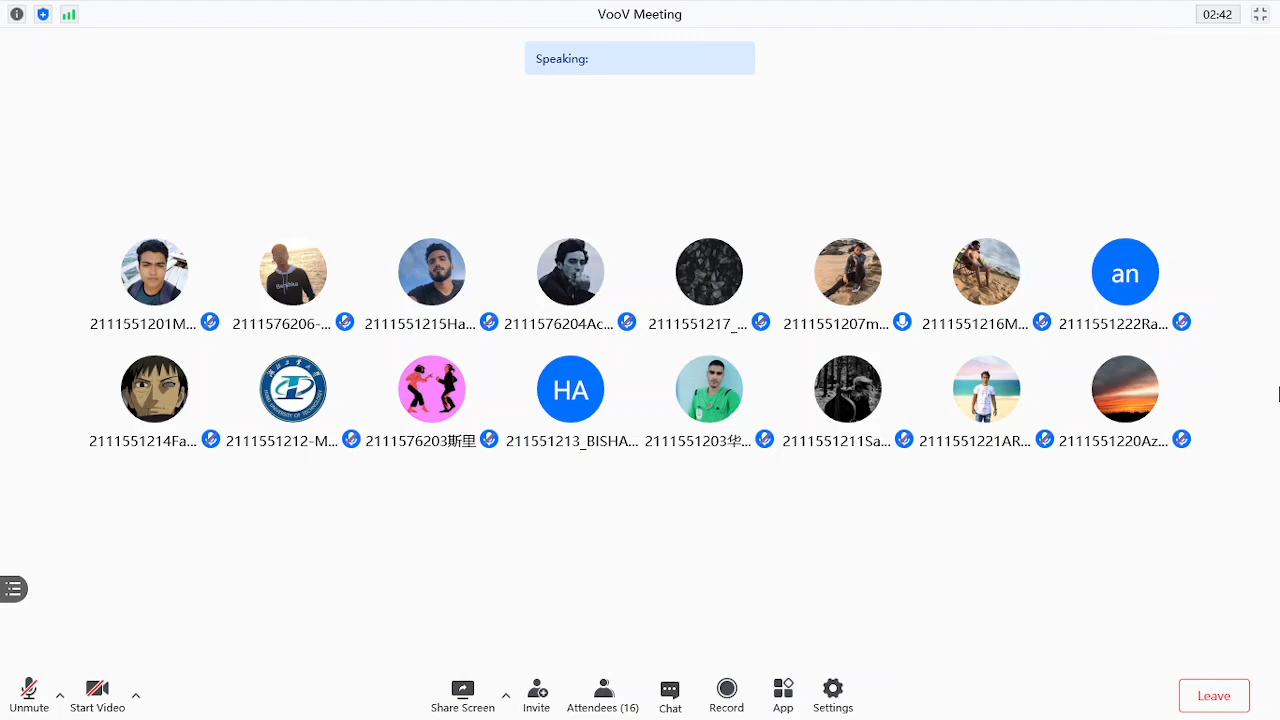 VooV Meeting
02:42
Speaking:
an
2111551201M...
2111576206-...
2111551215Ha...
2111576204Ac...
2111551217_...
2111551207m...
2111551216M...
2111551222Ra...
HA
2111551214Fa...
2111551212-M...
2111576203斯里
2111551213_BISHA...
2111551203华...
2111551211Sa...
2111551221AR...
2111551220Az...
Unmute
Start Video
Share Screen
Invite
Attendees (16)
Chat
Record
App
Settings
Leave